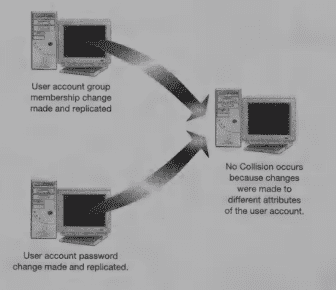 User account group
membership change
made and replicated
No Collision occurs
because changes
were made to
different attributes
of the user account.
User account password
change made and replicated.